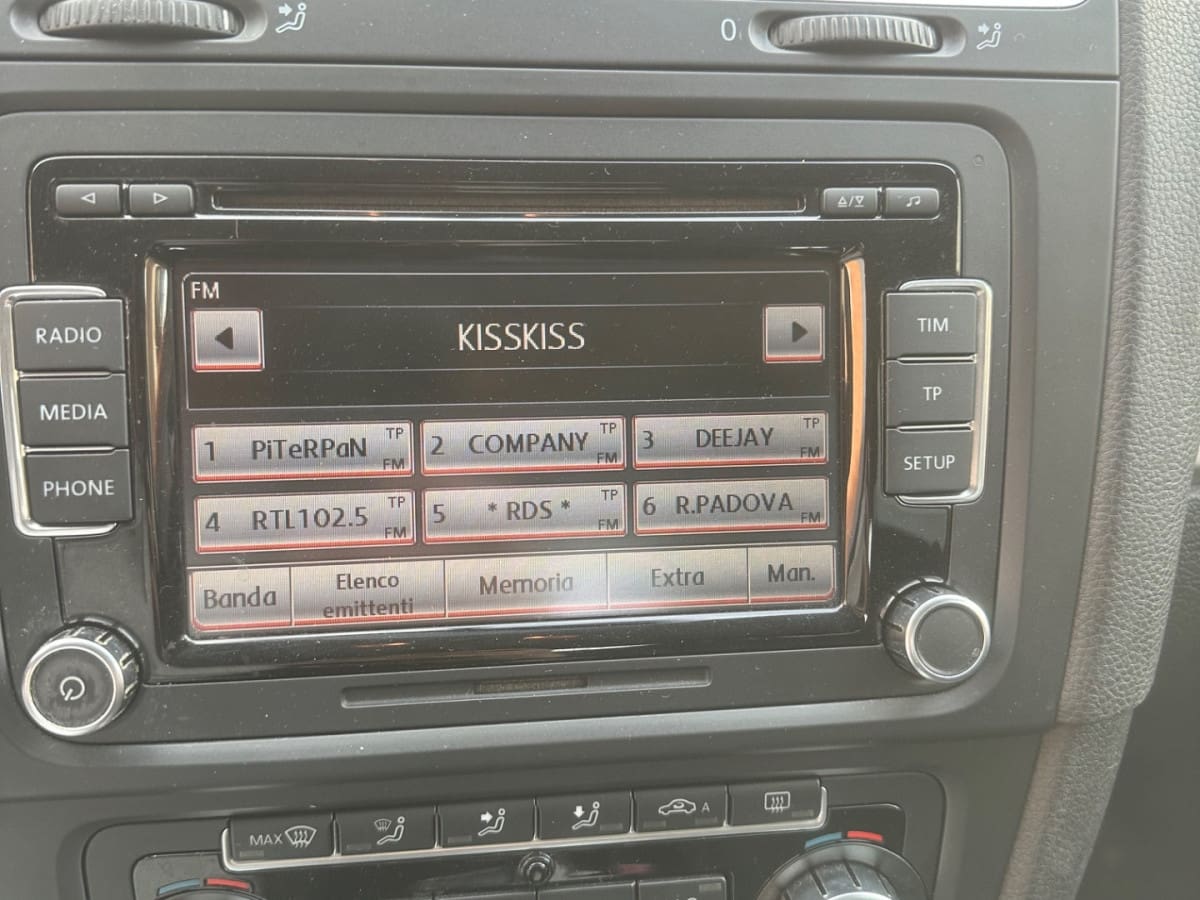 0
FM
KISSKISS
RADIO
MEDIA
PHONE
TIM
TP
SETUP
1 PiTeRPaN TP FM
2 COMPANY TP FM
3 DEEJAY TP FM
4 RTL102.5 TP FM
5 * RDS * TP FM
6 R.PADOVA FM
Banda
Elenco
emittenti
Memoria
Extra
Man.
MAX
A